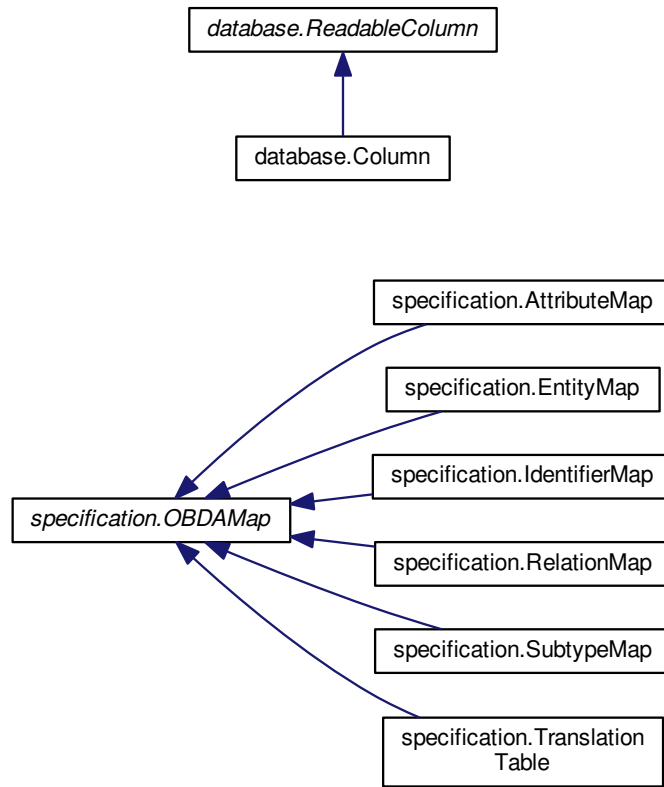 database.ReadableColumn
database.Column
specification.AttributeMap
specification.EntityMap
specification.IdentifierMap
specification.OBDAMap
specification.RelationMap
specification.SubtypeMap
specification.Translation
Table